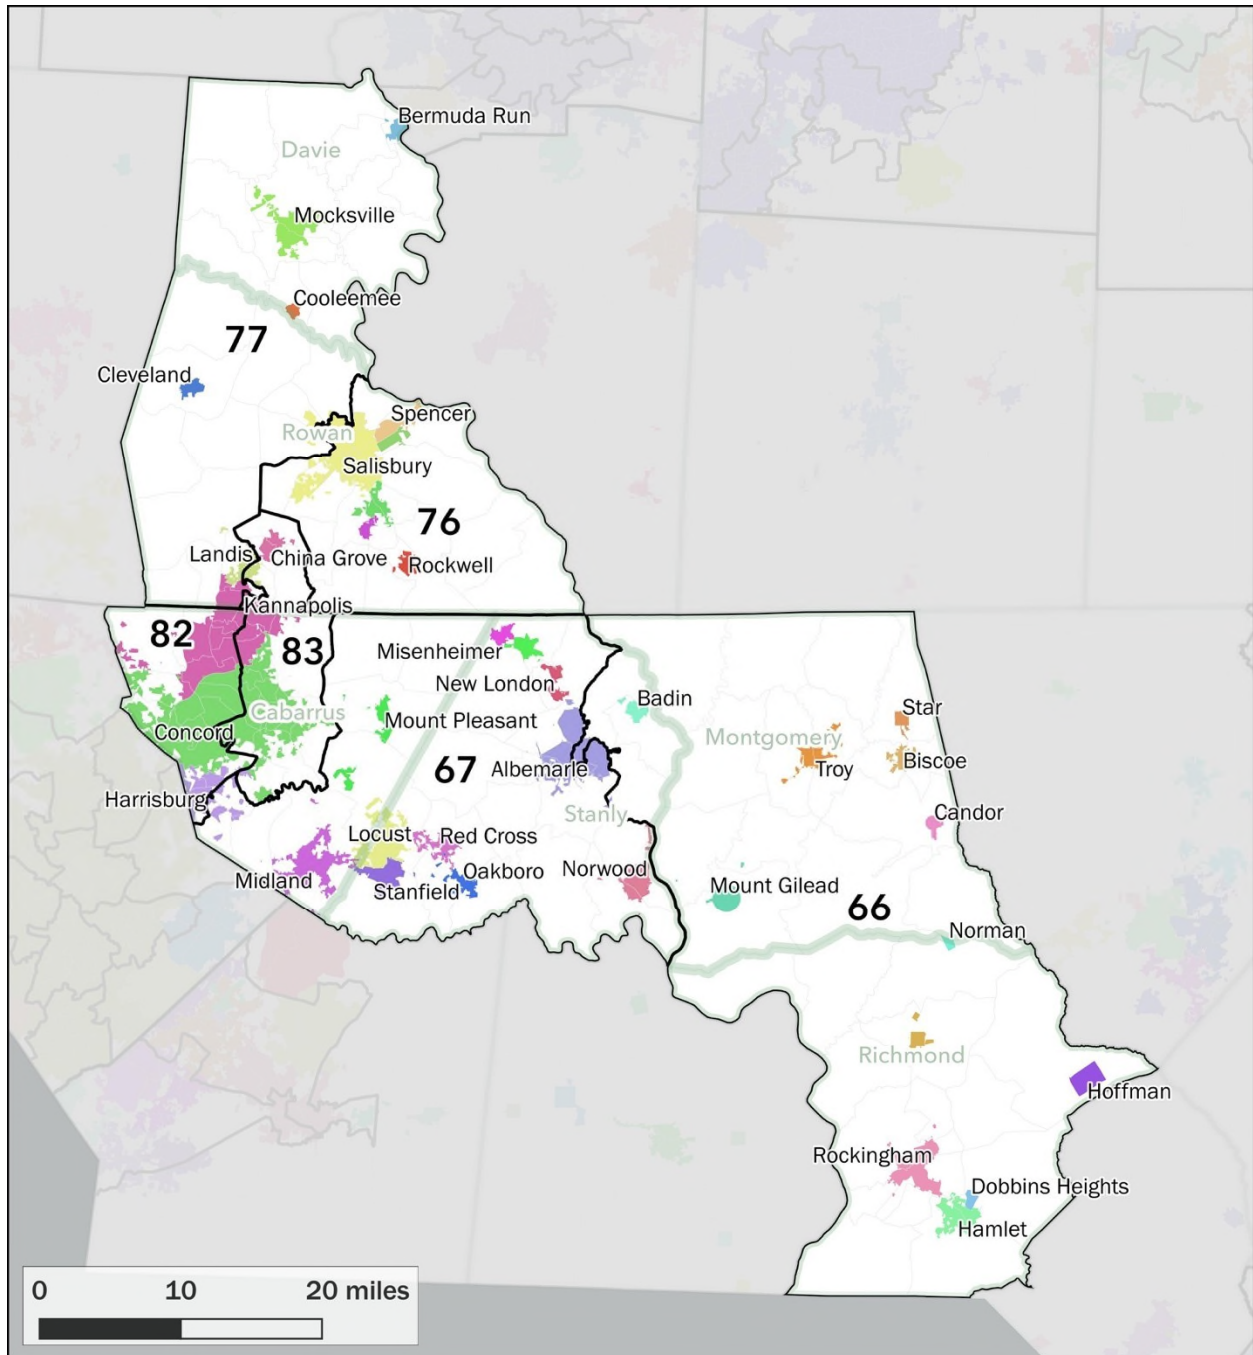 Bermuda Run
Davie
Mocksville
Cooleemee
77
Cleveland
Spencer
Rowan
Salisbury
76
Landis
China Grove
Rockwell
Kannapolis
82
83
Misenheimer
New London
Badin
Mount Pleasant
Cabarrus
Concord
Star
Montgomery
Troy
Biscoe
67
Albemarle
Harrisburg
Stanly
Candor
Locust
Red Cross
Midland
Stanfield
Oakboro
Norwood
Mount Gilead
66
Norman
Richmond
Hoffman
Rockingham
Dobbins Heights
Hamlet
0 10 20 miles